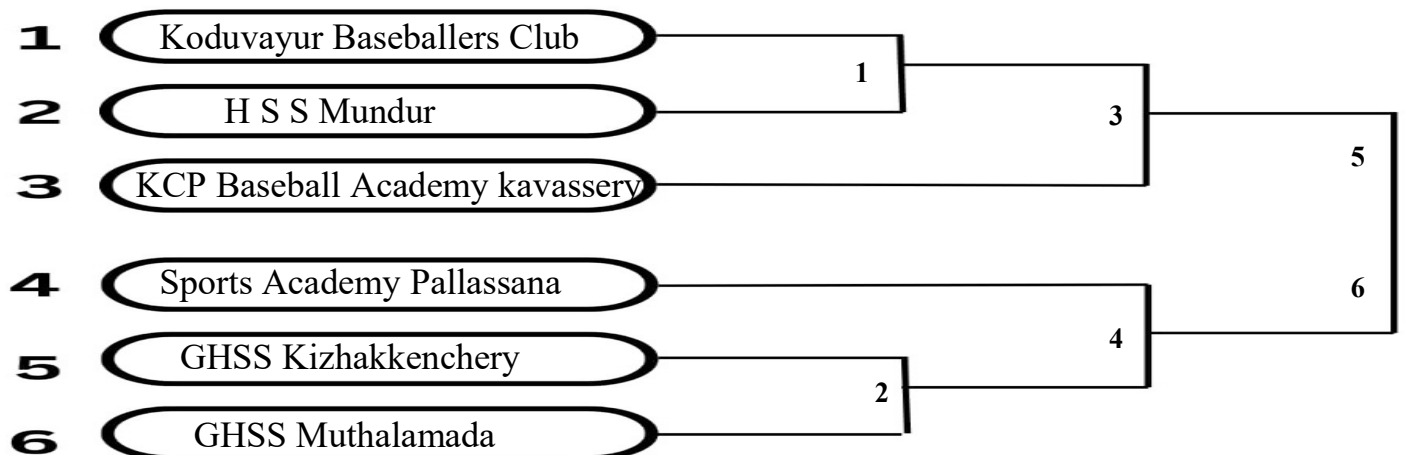 1 Koduvayur Baseballers Club
1
2 H S S Mundur
3
3 KCP Baseball Academy kavassery
5
4 Sports Academy Pallassana
6
4
5 GHSS Kizhakkenchery
2
6 GHSS Muthalamada